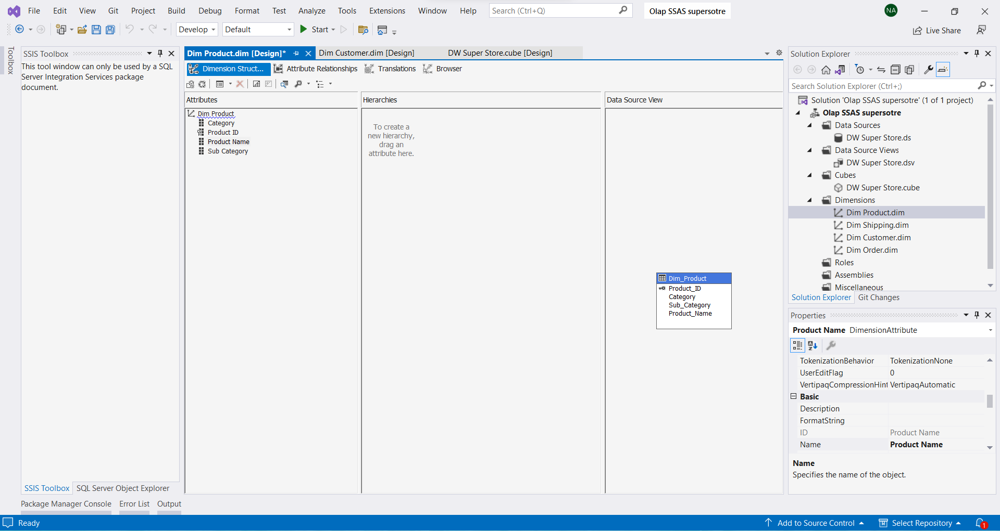 File Edit View Git Project Build Debug Format Test Analyze Tools Extensions Window Help Search (Ctrl+Q) Olap SSAS supersotre NA
Develop Default Start Live Share
Toolbox
SSIS Toolbox
This tool window can only be used by a SQL
Server Integration Services package
document.
SSIS Toolbox SQL Server Object Explorer
Dim Product.dim [Design]* Dim Customer.dim [Design] DW Super Store.cube [Design]
Dimension Struct... Attribute Relationships Translations Browser
Attributes
Dim Product
Category
Product ID
Product Name
Sub Category
Hierarchies
To create a
new hierarchy,
drag an
attribute here.
Data Source View
Dim_Product
Product_ID
Category
Sub_Category
Product_Name
Solution Explorer
Search Solution Explorer (Ctrl+;)
Solution 'Olap SSAS supersotre' (1 of 1 project)
Olap SSAS supersotre
Data Sources
DW Super Store.ds
Data Source Views
DW Super Store.dsv
Cubes
DW Super Store.cube
Dimensions
Dim Product.dim
Dim Shipping.dim
Dim Customer.dim
Dim Order.dim
Roles
Assemblies
Miscellaneous
Solution Explorer Git Changes
Properties
Product Name DimensionAttribute
TokenizationBehavior TokenizationNone
UserEditFlag 0
VertipaqCompressionHint VertipaqAutomatic
Basic
Description
FormatString
ID Product Name
Name Product Name
Name
Specifies the name of the object.
Package Manager Console Error List Output
Ready Add to Source Control Select Repository 1